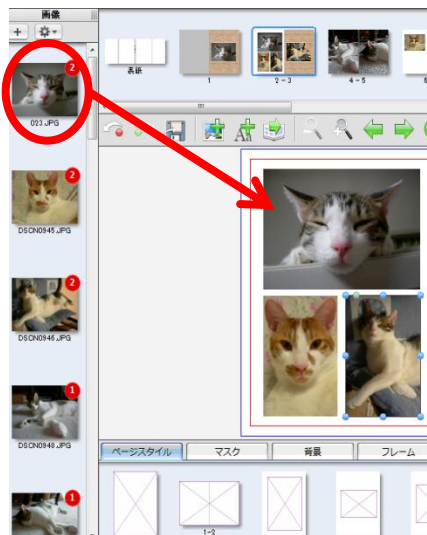 画像
+
2
023.JPG
2
DSCN0945.JPG
2
DSCN0946.JPG
1
DSCN0948.JPG
1
表紙
1
2-3
4-5
6
ページスタイル
マスク
背景
フレーム
1-2